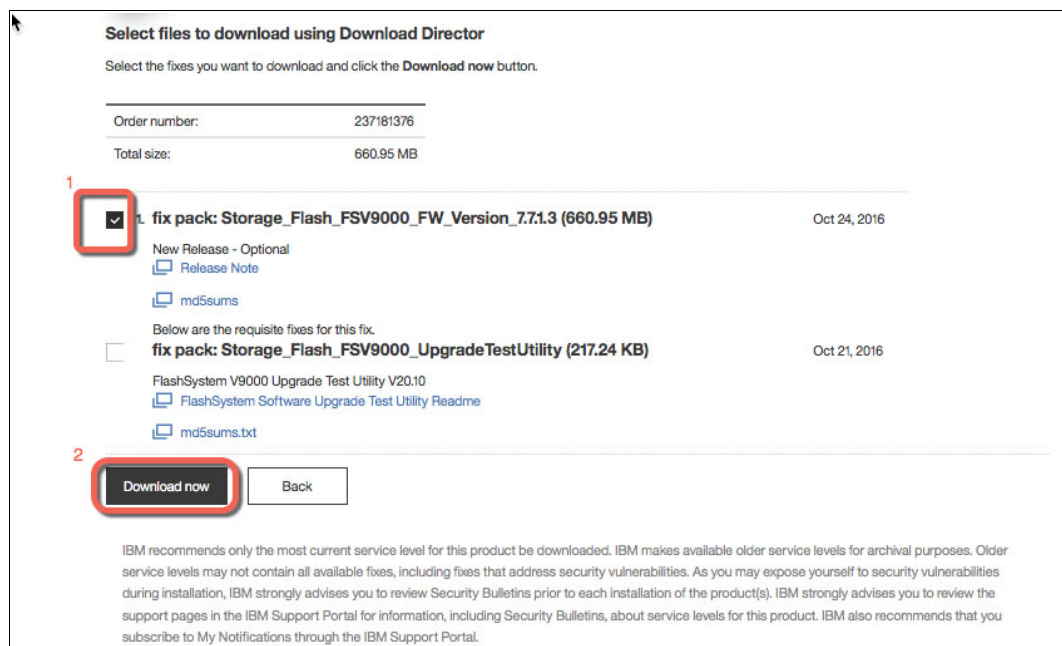 Select files to download using Download Director
Select the fixes you want to download and click the Download now button.
Order number: 237181376
Total size: 660.95 MB
1
1. fix pack: Storage_Flash_FSV9000_FW_Version_7.7.1.3 (660.95 MB) Oct 24, 2016
New Release - Optional
Release Note
md5sums
Below are the requisite fixes for this fix.
fix pack: Storage_Flash_FSV9000_UpgradeTestUtility (217.24 KB) Oct 21, 2016
FlashSystem V9000 Upgrade Test Utility V20.10
FlashSystem Software Upgrade Test Utility Readme
md5sums.txt
2
Download now Back
IBM recommends only the most current service level for this product be downloaded. IBM makes available older service levels for archival purposes. Older
service levels may not contain all available fixes, including fixes that address security vulnerabilities. As you may expose yourself to security vulnerabilities
during installation, IBM strongly advises you to review Security Bulletins prior to each installation of the product(s). IBM strongly advises you to review the
support pages in the IBM Support Portal for information, including Security Bulletins, about service levels for this product. IBM also recommends that you
subscribe to My Notifications through the IBM Support Portal.